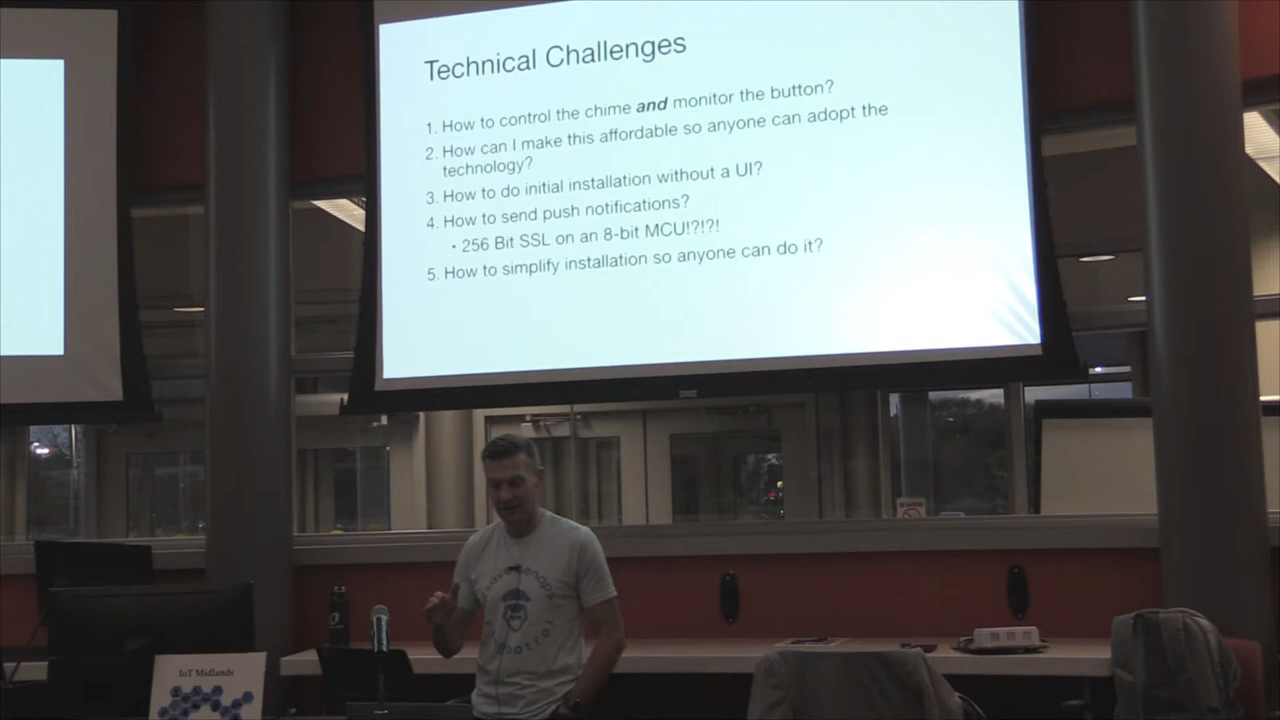 Technical Challenges
1. How to control the chime and monitor the button?
2. How can I make this affordable so anyone can adopt the
technology?
3. How to do initial installation without a UI?
4. How to send push notifications?
• 256 Bit SSL on an 8-bit MCU!?!?!
5. How to simplify installation so anyone can do it?
IoT Midlands